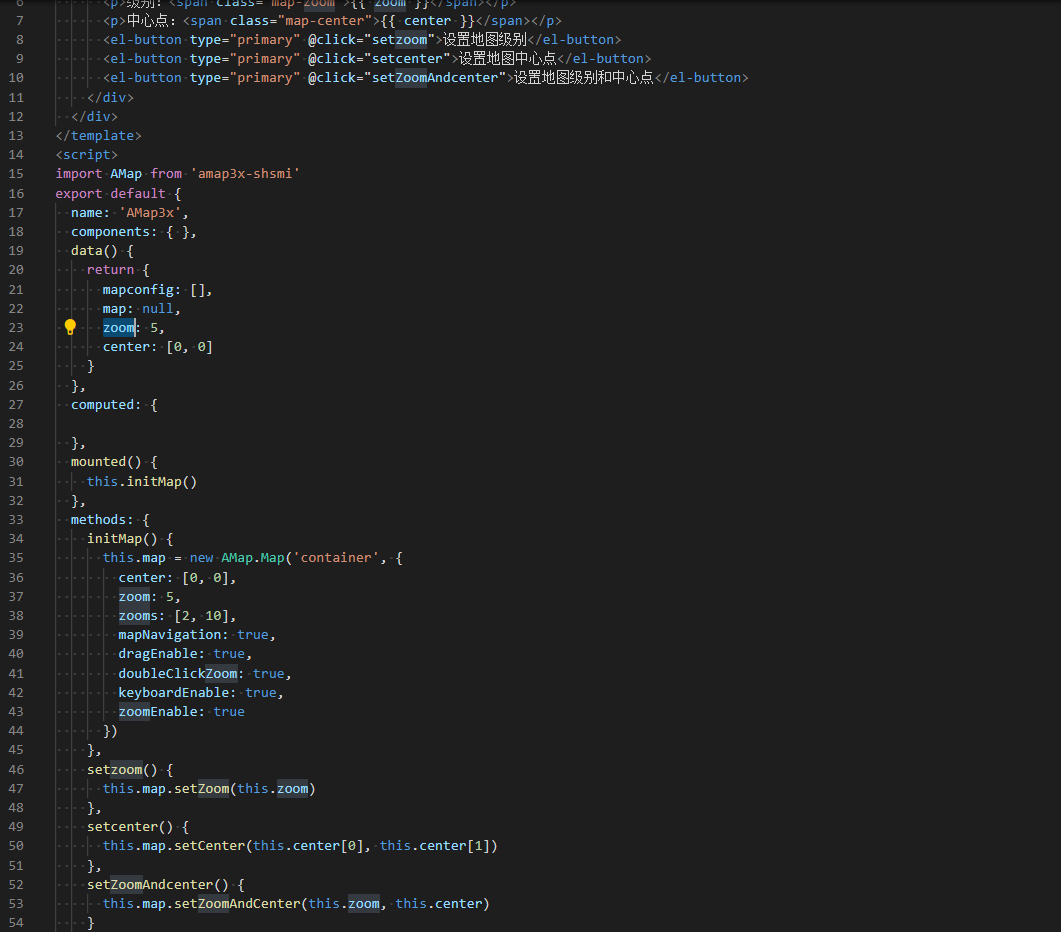 6 <p>级别：<span class="map-zoom">{{ zoom }}</span></p>
7 <p>中心点：<span class="map-center">{{ center }}</span></p>
8 <el-button type="primary" @click="setzoom">设置地图级别</el-button>
9 <el-button type="primary" @click="setcenter">设置地图中心点</el-button>
10 <el-button type="primary" @click="setZoomAndcenter">设置地图级别和中心点</el-button>
11 </div>
12 </div>
13 </template>
14 <script>
15 import AMap from 'amap3x-shsmi'
16 export default {
17 name: 'AMap3x',
18 components: { },
19 data() {
20 return {
21 mapconfig: [],
22 map: null,
23 zoom: 5,
24 center: [0, 0]
25 }
26 },
27 computed: {
28
29 },
30 mounted() {
31 this.initMap()
32 },
33 methods: {
34 initMap() {
35 this.map = new AMap.Map('container', {
36 center: [0, 0],
37 zoom: 5,
38 zooms: [2, 10],
39 mapNavigation: true,
40 dragEnable: true,
41 doubleClickZoom: true,
42 keyboardEnable: true,
43 zoomEnable: true
44 })
45 },
46 setzoom() {
47 this.map.setZoom(this.zoom)
48 },
49 setcenter() {
50 this.map.setCenter(this.center[0], this.center[1])
51 },
52 setZoomAndcenter() {
53 this.map.setZoomAndCenter(this.zoom, this.center)
54 }